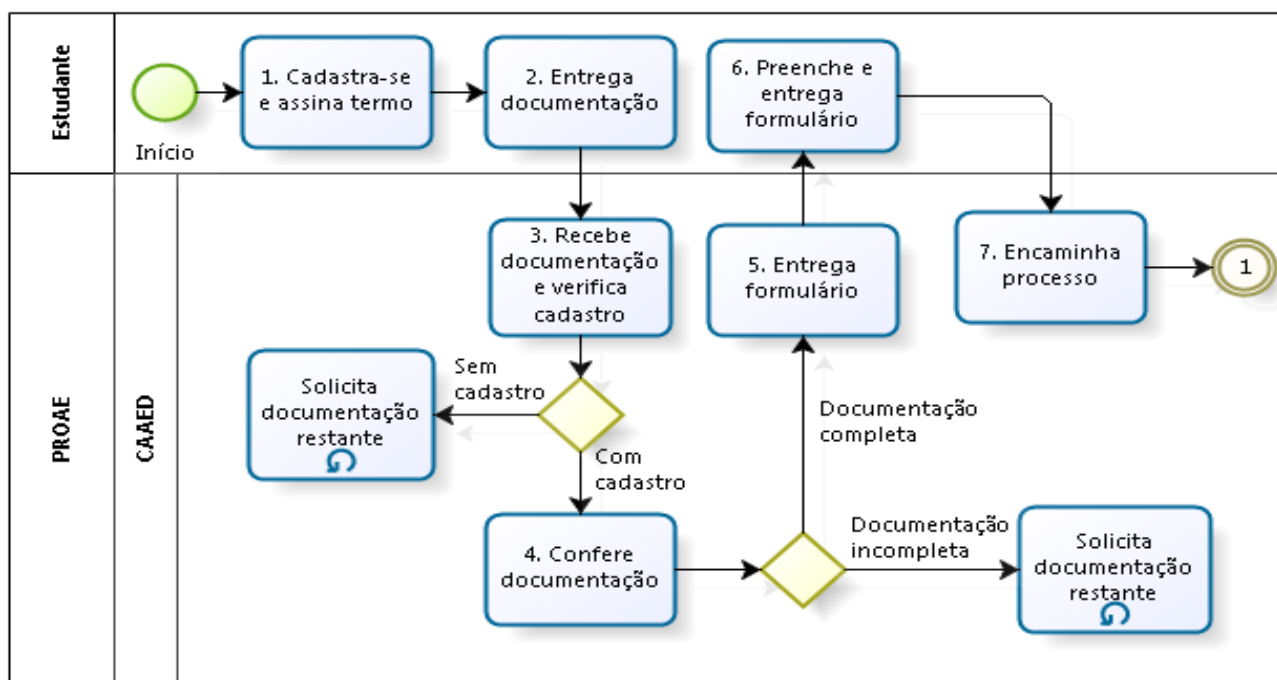 Estudante
Início
1. Cadastra-se
e assina termo
2. Entrega
documentação
6. Preenche e
entrega
formulário
PROAE
CAAED
3. Recebe
documentação
e verifica
cadastro
5. Entrega
formulário
7. Encaminha
processo
1
Sem
cadastro
Solicita
documentação
restante
Com
cadastro
Documentação
completa
4. Confere
documentação
Documentação
incompleta
Solicita
documentação
restante